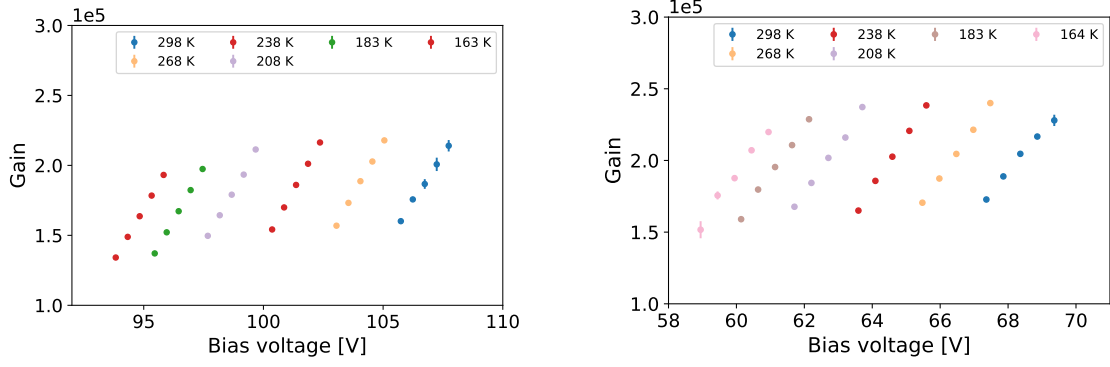 1e5
3.0
2.5
2.0
1.5
1.0
Gain
298 K
268 K
238 K
208 K
183 K
163 K
95
100
105
110
Bias voltage [V]
1e5
3.0
2.5
2.0
1.5
1.0
Gain
298 K
268 K
238 K
208 K
183 K
164 K
58
60
62
64
66
68
70
Bias voltage [V]